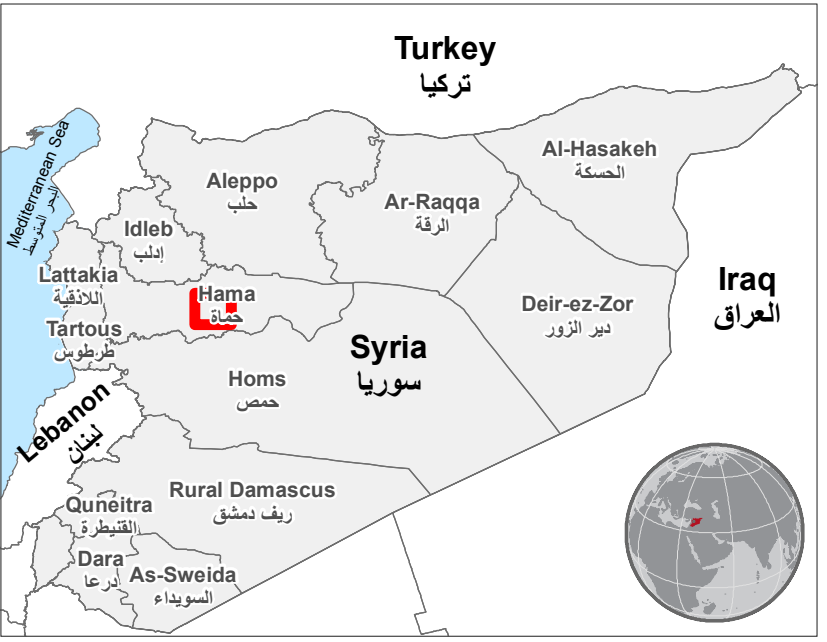 Turkey
تركيا
Mediterranean Sea
البحر المتوسط
Al-Hasakeh
الحسكة
Aleppo
حلب
Ar-Raqqa
الرقة
Idleb
إدلب
Lattakia
اللاذقية
Hama
حماة
Iraq
العراق
Deir-ez-Zor
دير الزور
Tartous
طرطوس
Syria
سوريا
Homs
حمص
Lebanon
لبنان
Rural Damascus
ريف دمشق
Quneitra
القنيطرة
Dara
درعا
As-Sweida
السويداء